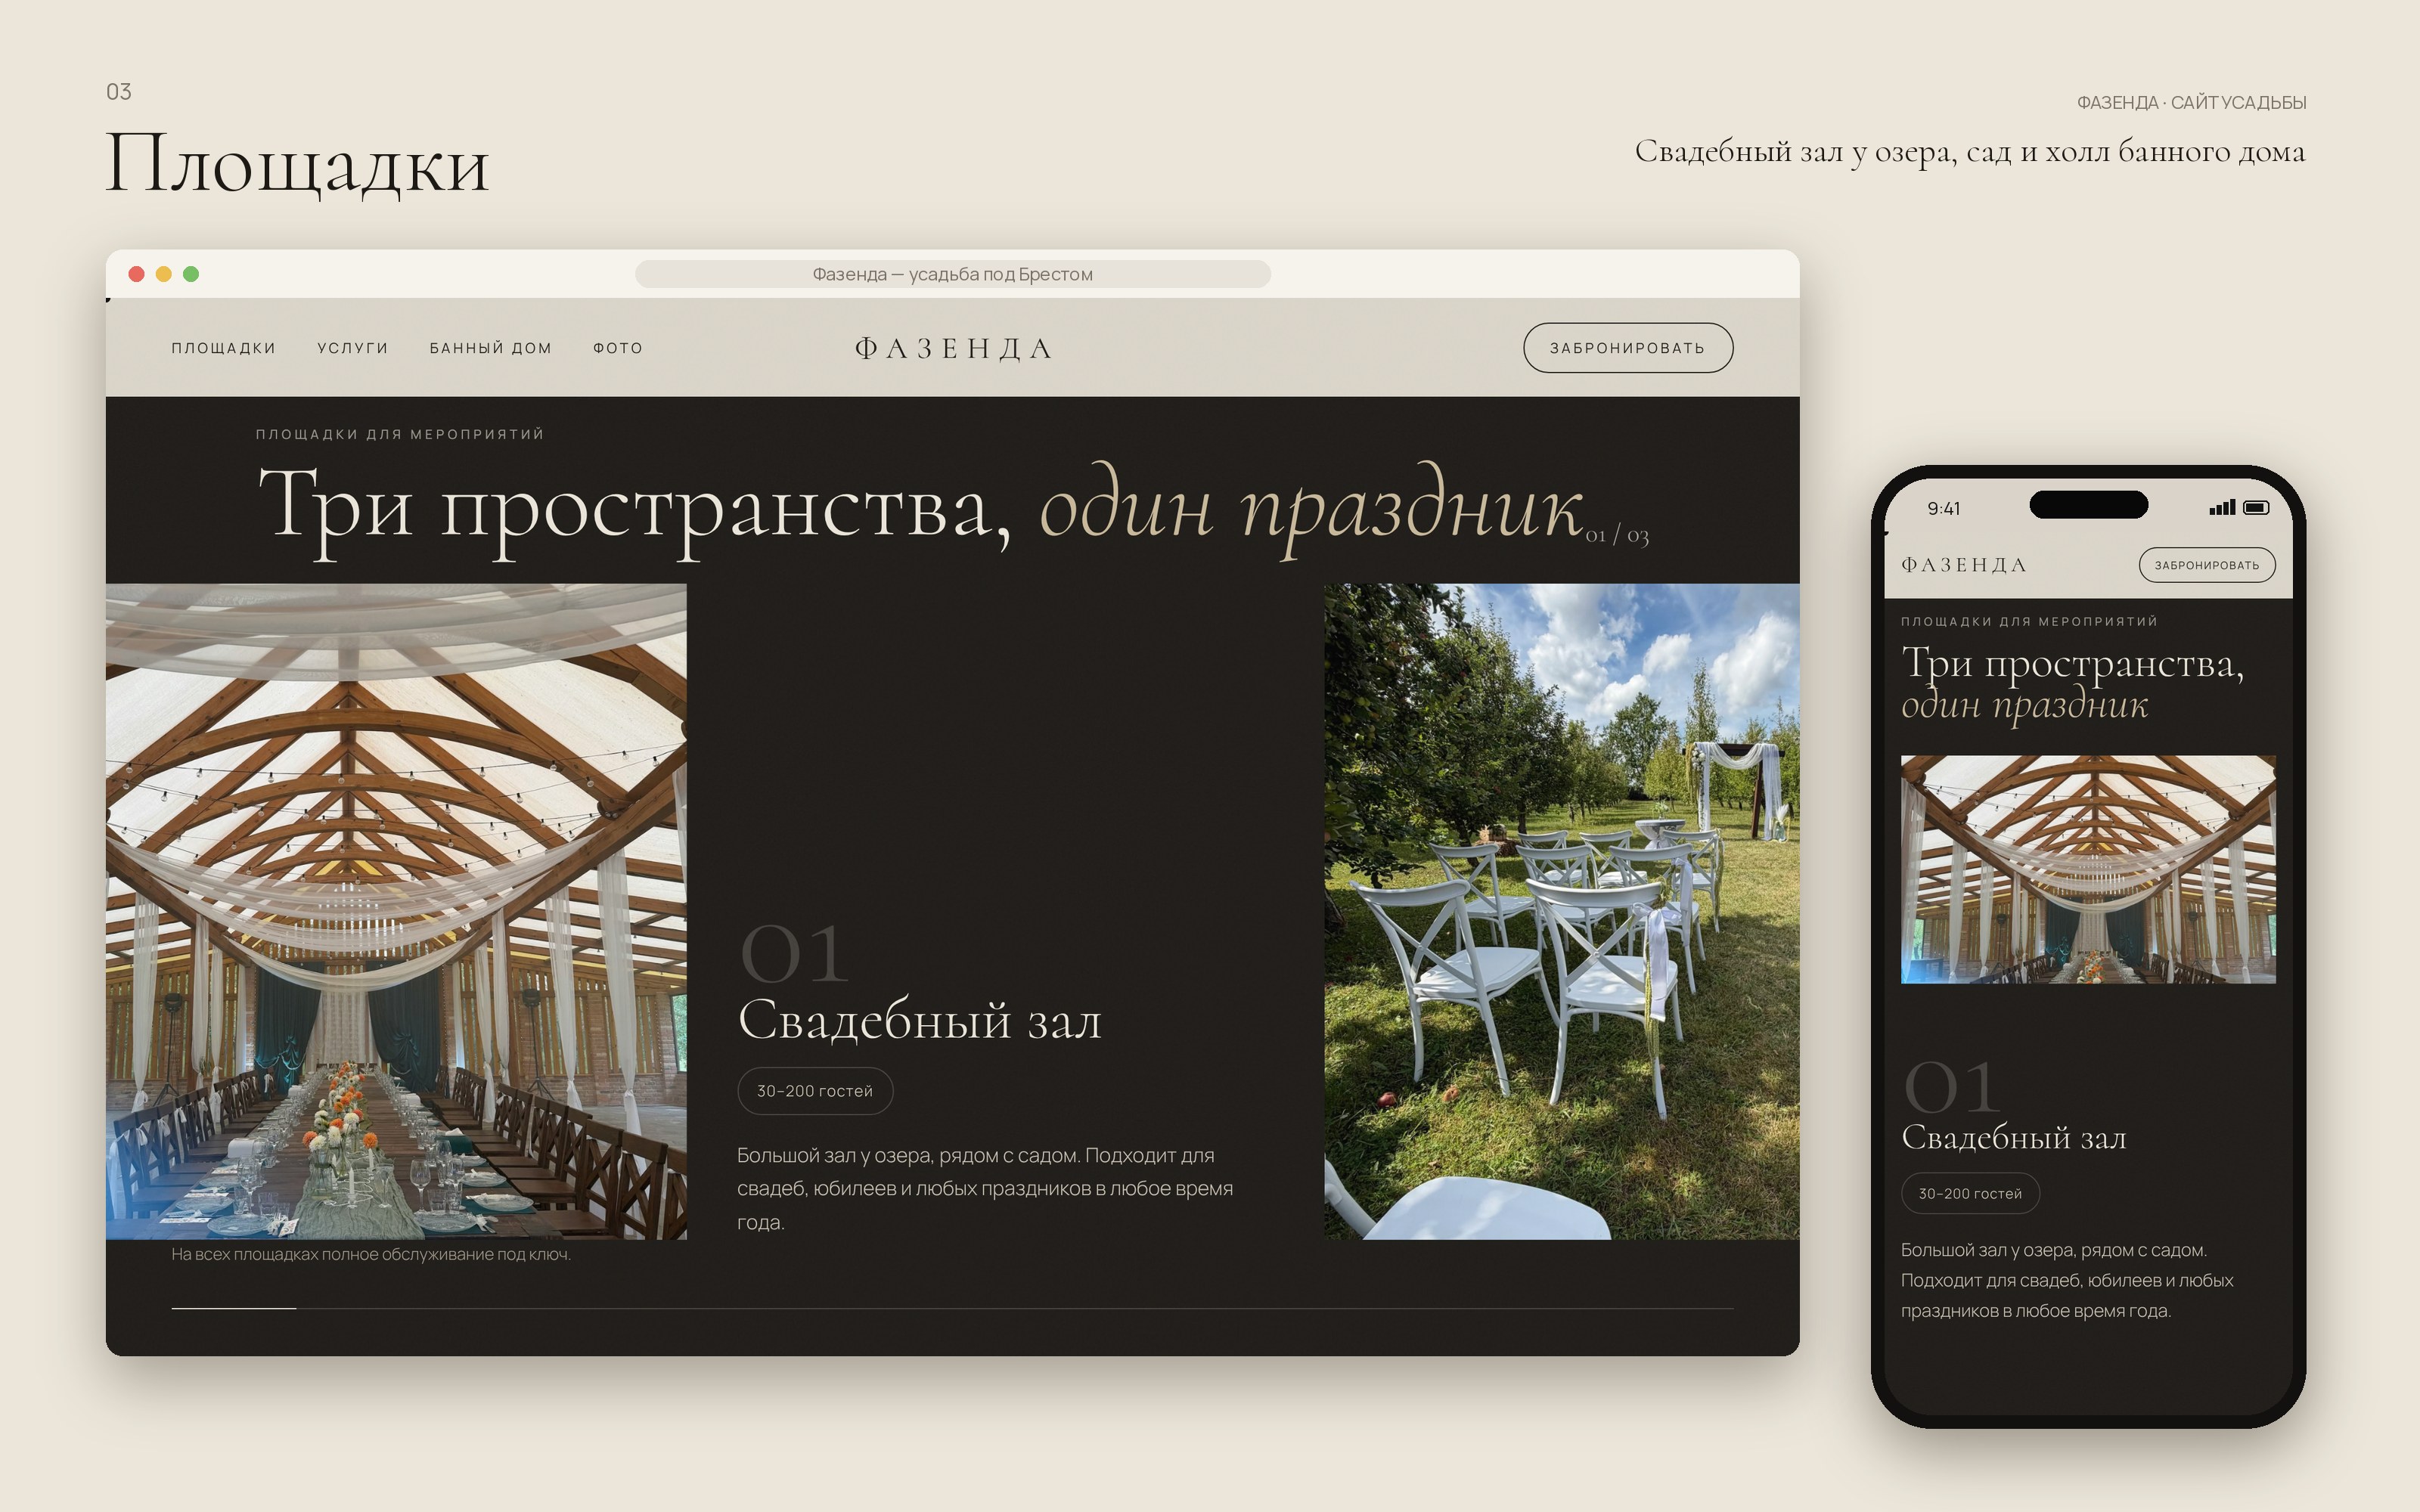 03
Площадки
ФАЗЕНДА · САЙТ УСАДЬБЫ
Свадебный зал у озера, сад и холл банного дома
Фазенда — усадьба под Брестом
ПЛОЩАДКИ УСЛУГИ БАННЫЙ ДОМ ФОТО
ФАЗЕНДА
ЗАБРОНИРОВАТЬ
ПЛОЩАДКИ ДЛЯ МЕРОПРИЯТИЙ
Три пространства, один праздник
01 / 03
01
Свадебный зал
30–200 гостей
Большой зал у озера, рядом с садом. Подходит для
свадеб, юбилеев и любых праздников в любое время
года.
На всех площадках полное обслуживание под ключ.
9:41
ФАЗЕНДА
ЗАБРОНИРОВАТЬ
ПЛОЩАДКИ ДЛЯ МЕРОПРИЯТИЙ
Три пространства,
один праздник
01
Свадебный зал
30–200 гостей
Большой зал у озера, рядом с садом.
Подходит для свадеб, юбилеев и любых
праздников в любое время года.